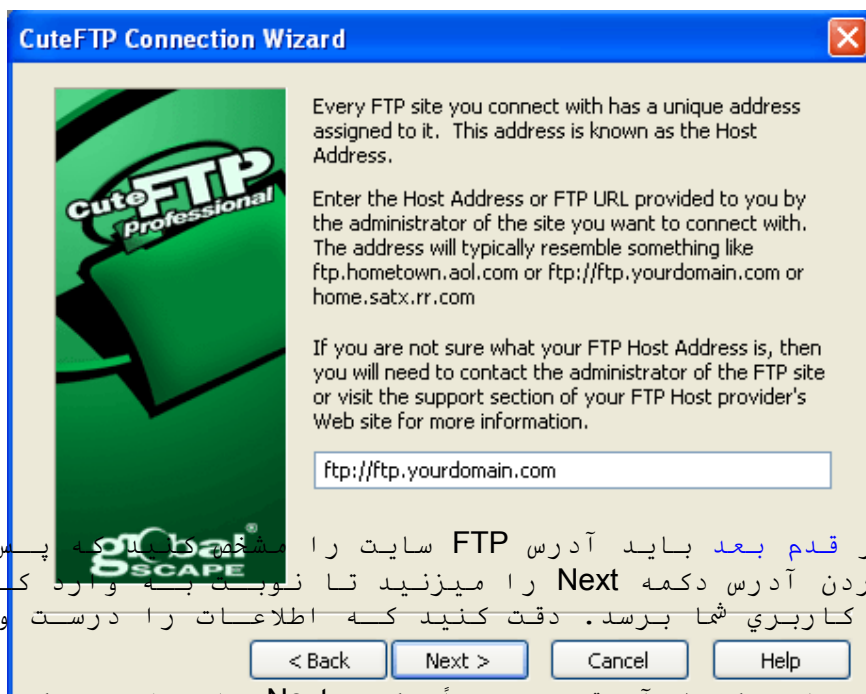 CuteFTP Connection Wizard
cute FTP
professional
Every FTP site you connect with has a unique address
assigned to it. This address is known as the Host
Address.
Enter the Host Address or FTP URL provided to you by
the administrator of the site you want to connect with.
The address will typically resemble something like
ftp.hometown.aol.com or ftp://ftp.yourdomain.com or
home.satx.rr.com
If you are not sure what your FTP Host Address is, then
you will need to contact the administrator of the FTP site
or visit the support section of your FTP Host provider's
Web site for more information.
ftp://ftp.yourdomain.com
global
SCAPE
قدم بعد باید آدرس FTP سایت را مشخص کنید که
آدرس دکمه Next را میزنید تا نوبت به وارد
کاربري شما برسد. دقت کنید که اطلاعات را درست و
< Back
Next >
Cancel
Help